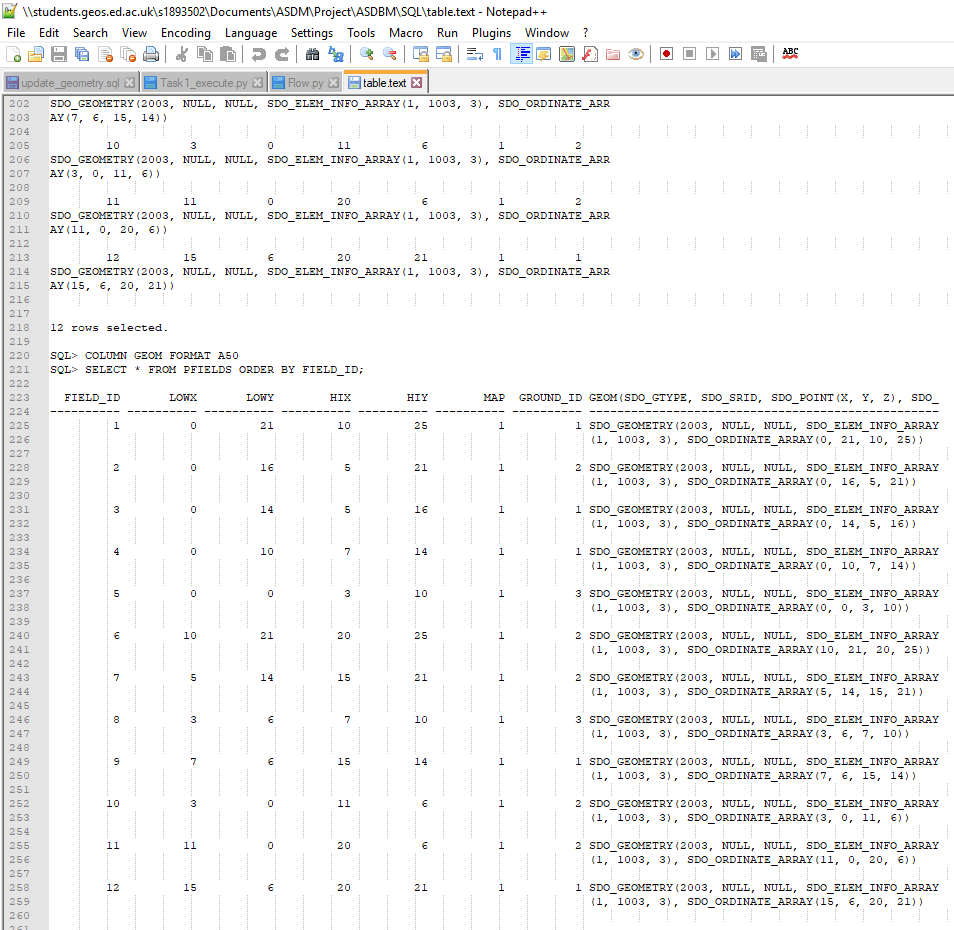 \\students.geos.ed.ac.uk\s1893502\Documents\ASDM\Project\ASDBM\SQL\table.text - Notepad++
File Edit Search View Encoding Language Settings Tools Macro Run Plugins Window ?
update_geometry.sql Task1_execute.py Flow.py table.text
202 SDO_GEOMETRY(2003, NULL, NULL, SDO_ELEM_INFO_ARRAY(1, 1003, 3), SDO_ORDINATE_ARR
203 AY(7, 6, 15, 14))
204
205 10 3 0 11 6 1 2
206 SDO_GEOMETRY(2003, NULL, NULL, SDO_ELEM_INFO_ARRAY(1, 1003, 3), SDO_ORDINATE_ARR
207 AY(3, 0, 11, 6))
208
209 11 11 0 20 6 1 2
210 SDO_GEOMETRY(2003, NULL, NULL, SDO_ELEM_INFO_ARRAY(1, 1003, 3), SDO_ORDINATE_ARR
211 AY(11, 0, 20, 6))
212
213 12 15 6 20 21 1 1
214 SDO_GEOMETRY(2003, NULL, NULL, SDO_ELEM_INFO_ARRAY(1, 1003, 3), SDO_ORDINATE_ARR
215 AY(15, 6, 20, 21))
216
217
218 12 rows selected.
219
220 SQL> COLUMN GEOM FORMAT A50
221 SQL> SELECT * FROM PFIELDS ORDER BY FIELD_ID;
222
223 FIELD_ID LOWX LOWY HIX HIY MAP GROUND_ID GEOM(SDO_GTYPE, SDO_SRID, SDO_POINT(X, Y, Z), SDO_
224 ---------- ---------- ---------- ---------- ---------- ---------- ---------- --------------------------------------------------
225 1 0 21 10 25 1 1 SDO_GEOMETRY(2003, NULL, NULL, SDO_ELEM_INFO_ARRAY
226 (1, 1003, 3), SDO_ORDINATE_ARRAY(0, 21, 10, 25))
227
228 2 0 16 5 21 1 2 SDO_GEOMETRY(2003, NULL, NULL, SDO_ELEM_INFO_ARRAY
229 (1, 1003, 3), SDO_ORDINATE_ARRAY(0, 16, 5, 21))
230
231 3 0 14 5 16 1 1 SDO_GEOMETRY(2003, NULL, NULL, SDO_ELEM_INFO_ARRAY
232 (1, 1003, 3), SDO_ORDINATE_ARRAY(0, 14, 5, 16))
233
234 4 0 10 7 14 1 1 SDO_GEOMETRY(2003, NULL, NULL, SDO_ELEM_INFO_ARRAY
235 (1, 1003, 3), SDO_ORDINATE_ARRAY(0, 10, 7, 14))
236
237 5 0 0 3 10 1 3 SDO_GEOMETRY(2003, NULL, NULL, SDO_ELEM_INFO_ARRAY
238 (1, 1003, 3), SDO_ORDINATE_ARRAY(0, 0, 3, 10))
239
240 6 10 21 20 25 1 2 SDO_GEOMETRY(2003, NULL, NULL, SDO_ELEM_INFO_ARRAY
241 (1, 1003, 3), SDO_ORDINATE_ARRAY(10, 21, 20, 25))
242
243 7 5 14 15 21 1 2 SDO_GEOMETRY(2003, NULL, NULL, SDO_ELEM_INFO_ARRAY
244 (1, 1003, 3), SDO_ORDINATE_ARRAY(5, 14, 15, 21))
245
246 8 3 6 7 10 1 3 SDO_GEOMETRY(2003, NULL, NULL, SDO_ELEM_INFO_ARRAY
247 (1, 1003, 3), SDO_ORDINATE_ARRAY(3, 6, 7, 10))
248
249 9 7 6 15 14 1 1 SDO_GEOMETRY(2003, NULL, NULL, SDO_ELEM_INFO_ARRAY
250 (1, 1003, 3), SDO_ORDINATE_ARRAY(7, 6, 15, 14))
251
252 10 3 0 11 6 1 2 SDO_GEOMETRY(2003, NULL, NULL, SDO_ELEM_INFO_ARRAY
253 (1, 1003, 3), SDO_ORDINATE_ARRAY(3, 0, 11, 6))
254
255 11 11 0 20 6 1 2 SDO_GEOMETRY(2003, NULL, NULL, SDO_ELEM_INFO_ARRAY
256 (1, 1003, 3), SDO_ORDINATE_ARRAY(11, 0, 20, 6))
257
258 12 15 6 20 21 1 1 SDO_GEOMETRY(2003, NULL, NULL, SDO_ELEM_INFO_ARRAY
259 (1, 1003, 3), SDO_ORDINATE_ARRAY(15, 6, 20, 21))
260
261